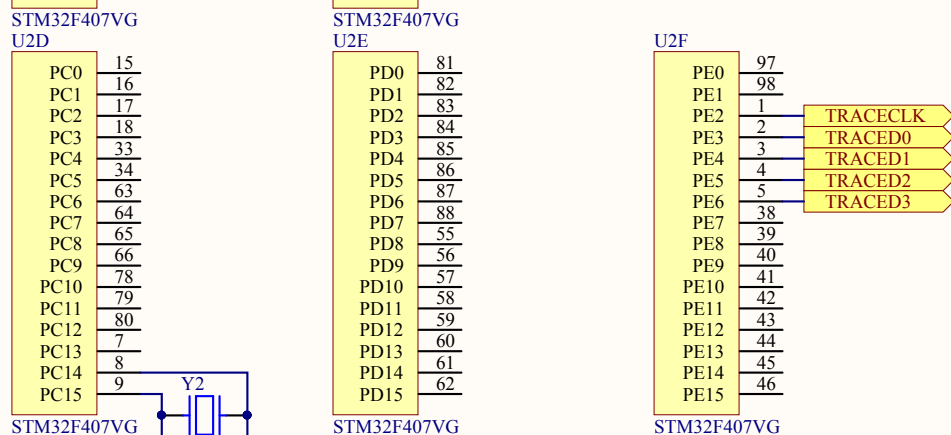 STM32F407VG
U2D
PC0 15
PC1 16
PC2 17
PC3 18
PC4 33
PC5 34
PC6 63
PC7 64
PC8 65
PC9 66
PC10 78
PC11 79
PC12 80
PC13 7
PC14 8
PC15 9
Y2
STM32F407VG
STM32F407VG
U2E
PD0 81
PD1 82
PD2 83
PD3 84
PD4 85
PD5 86
PD6 87
PD7 88
PD8 55
PD9 56
PD10 57
PD11 58
PD12 59
PD13 60
PD14 61
PD15 62
STM32F407VG
U2F
PE0 97
PE1 98
PE2 1 TRACECLK
PE3 2 TRACED0
PE4 3 TRACED1
PE5 4 TRACED2
PE6 5 TRACED3
PE7 38
PE8 39
PE9 40
PE10 41
PE11 42
PE12 43
PE13 44
PE14 45
PE15 46
STM32F407VG